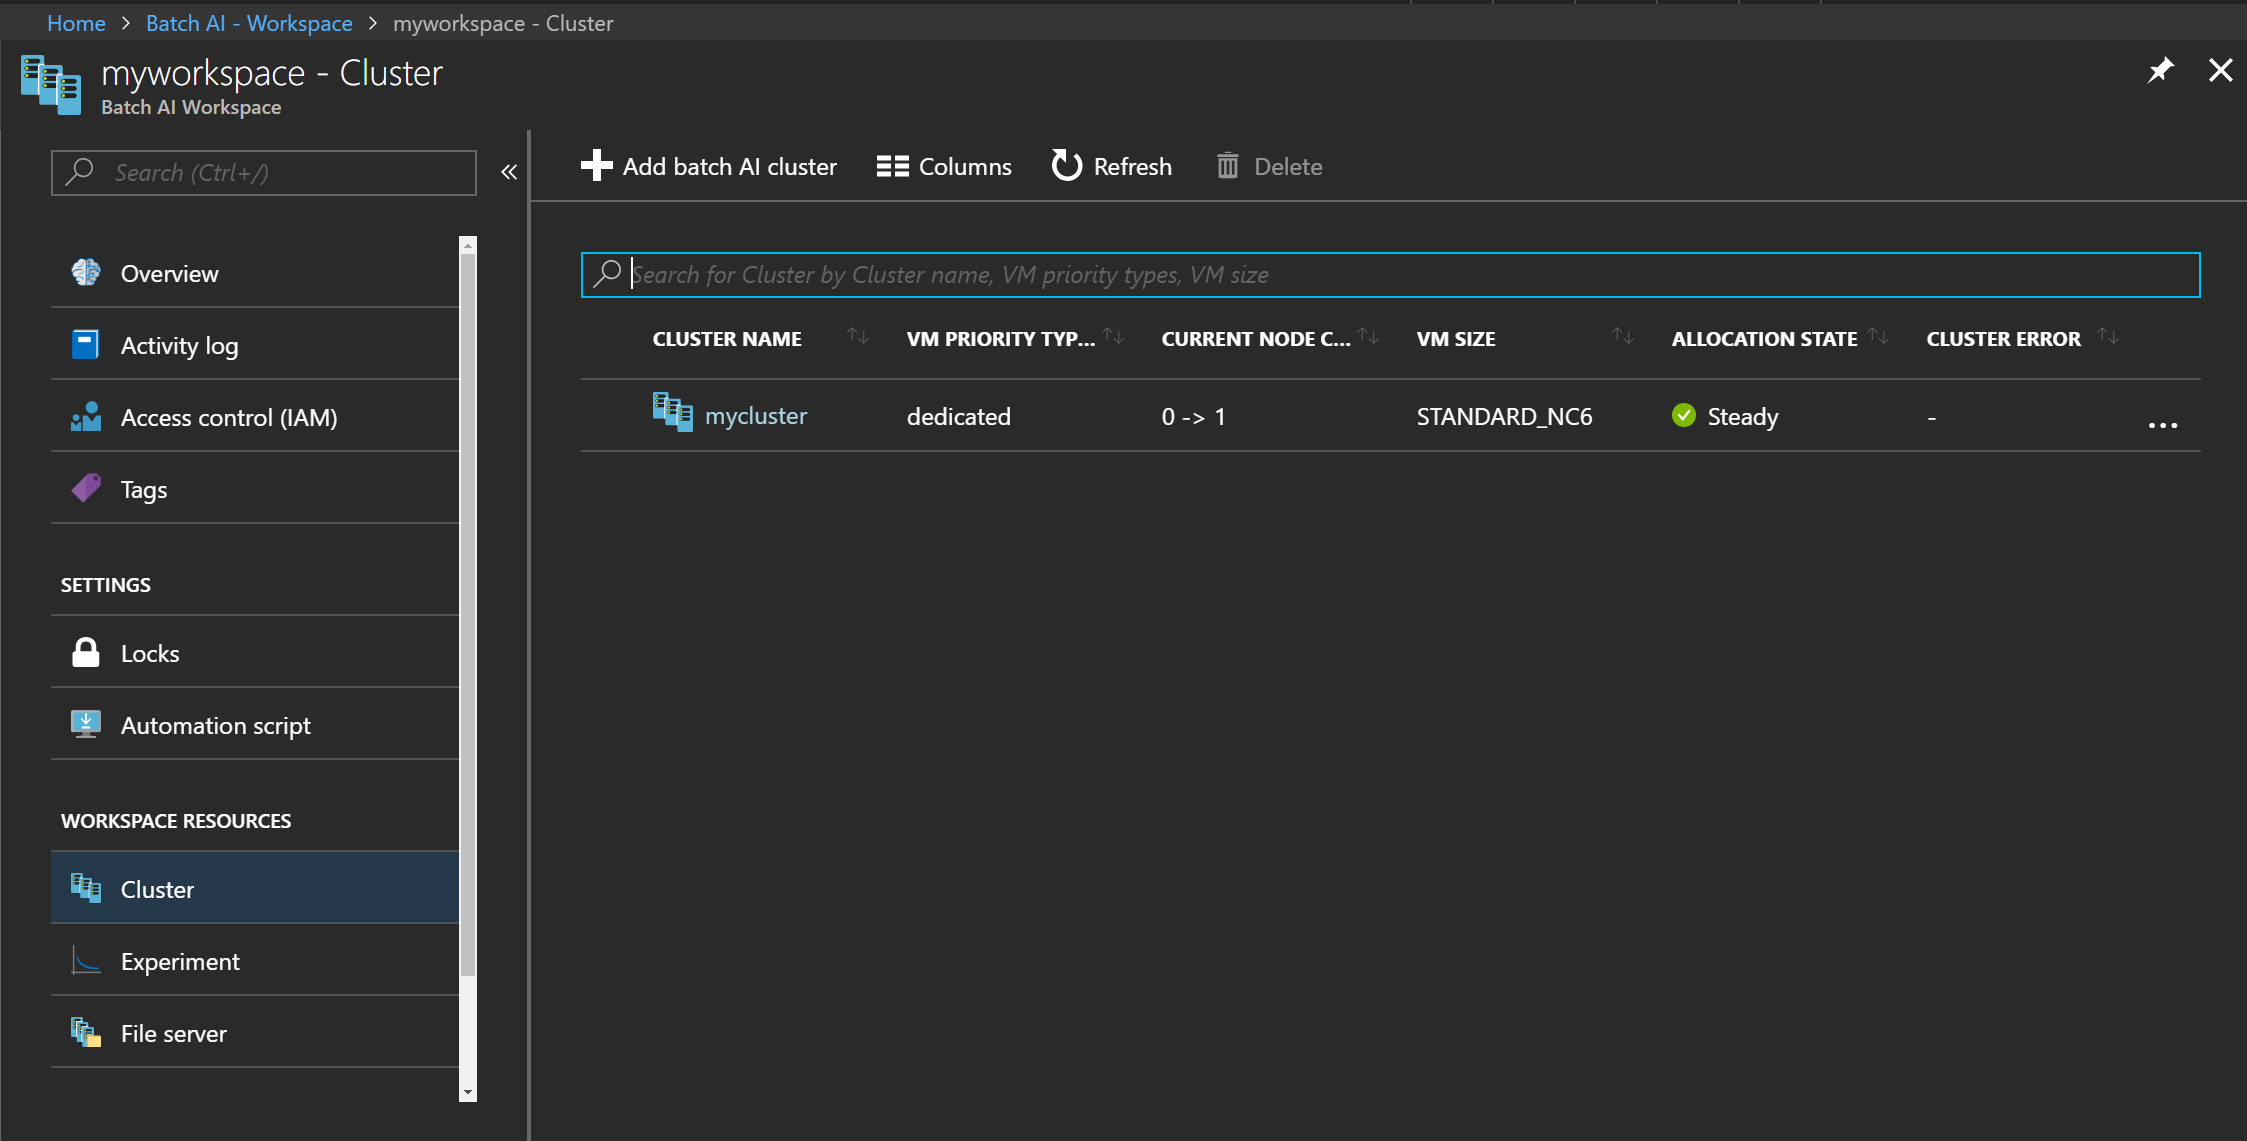 Home > Batch AI - Workspace > myworkspace - Cluster
myworkspace - Cluster
Batch AI Workspace
Search (Ctrl+/)
Overview
Activity log
Access control (IAM)
Tags
SETTINGS
Locks
Automation script
WORKSPACE RESOURCES
Cluster
Experiment
File server
Add batch AI cluster Columns Refresh Delete
Search for Cluster by Cluster name, VM priority types, VM size
CLUSTER NAME VM PRIORITY TYP... CURRENT NODE C... VM SIZE ALLOCATION STATE CLUSTER ERROR
mycluster dedicated 0 -> 1 STANDARD_NC6 Steady - ...